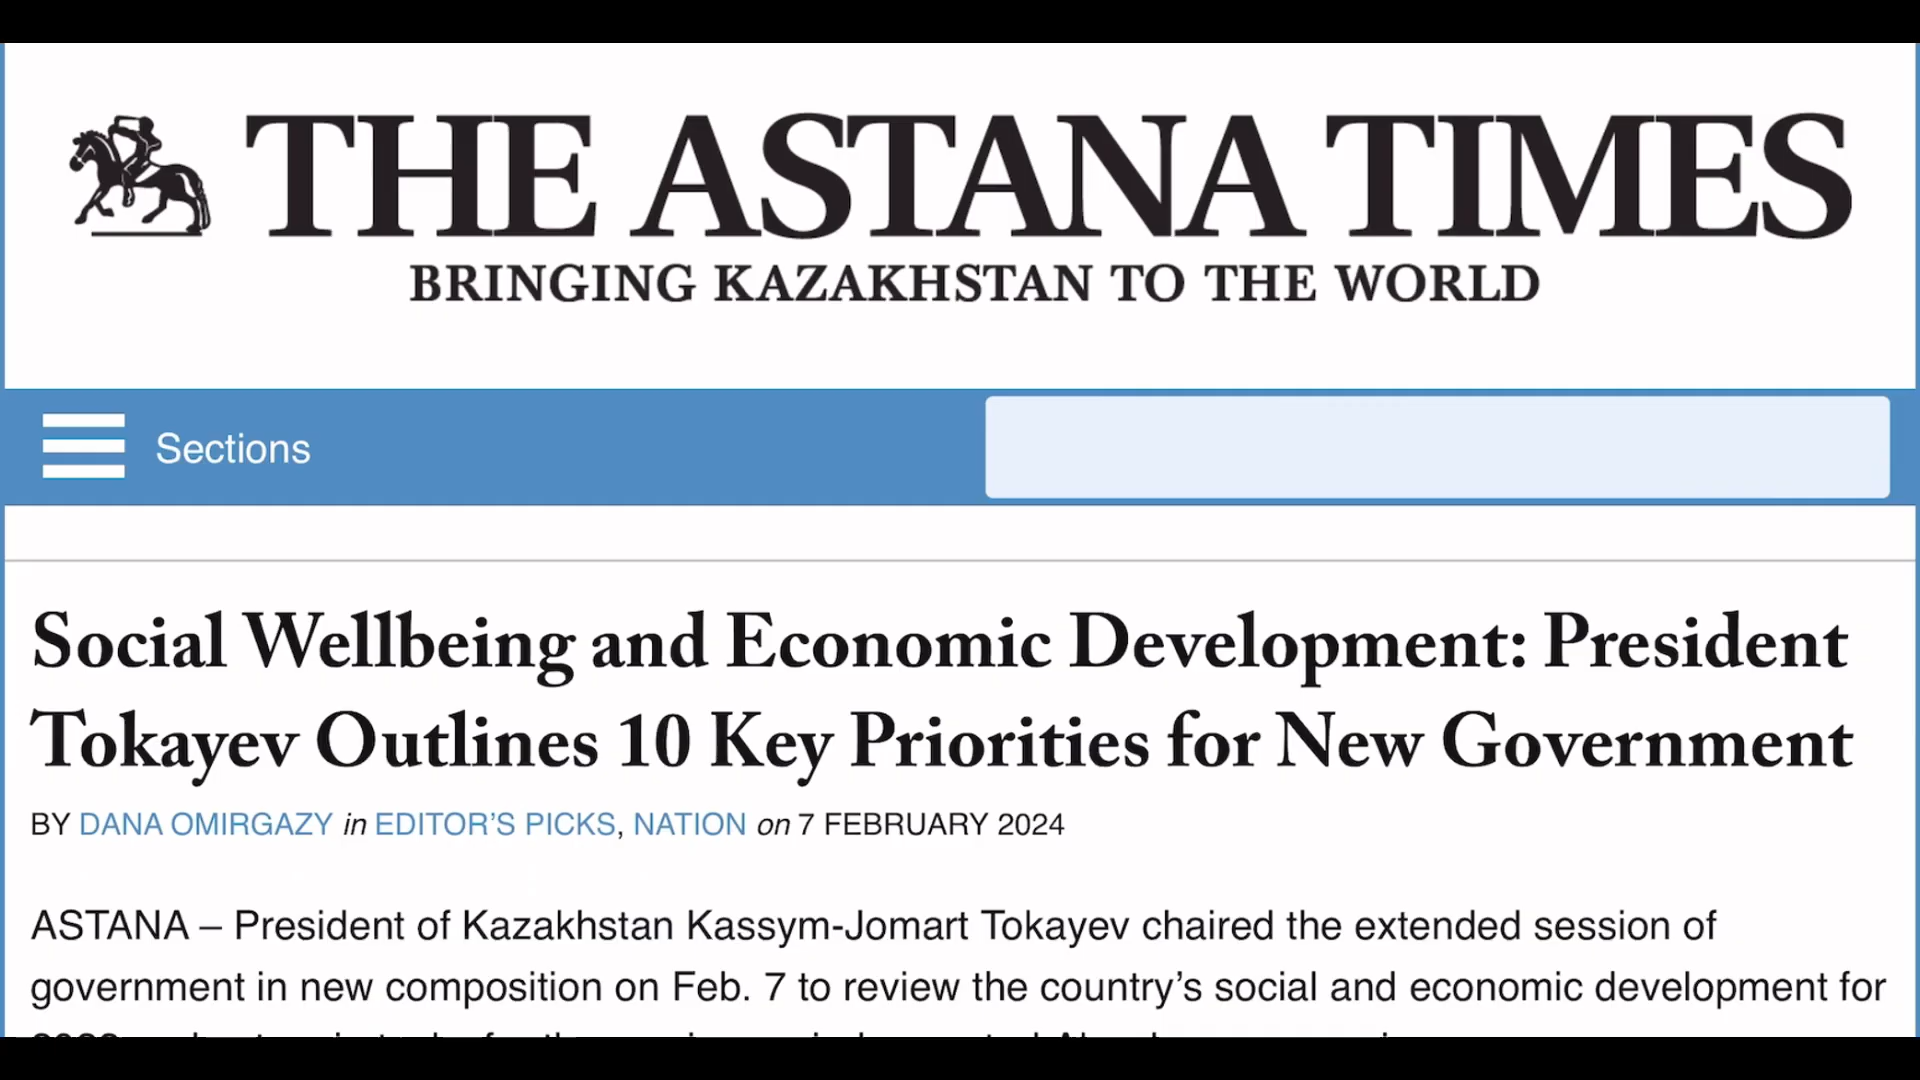 THE ASTANA TIMES
BRINGING KAZAKHSTAN TO THE WORLD
Sections
Social Wellbeing and Economic Development: President
Tokayev Outlines 10 Key Priorities for New Government
BY DANA OMIRGAZY in EDITOR’S PICKS, NATION on 7 FEBRUARY 2024
ASTANA – President of Kazakhstan Kassym-Jomart Tokayev chaired the extended session of
government in new composition on Feb. 7 to review the country’s social and economic development for